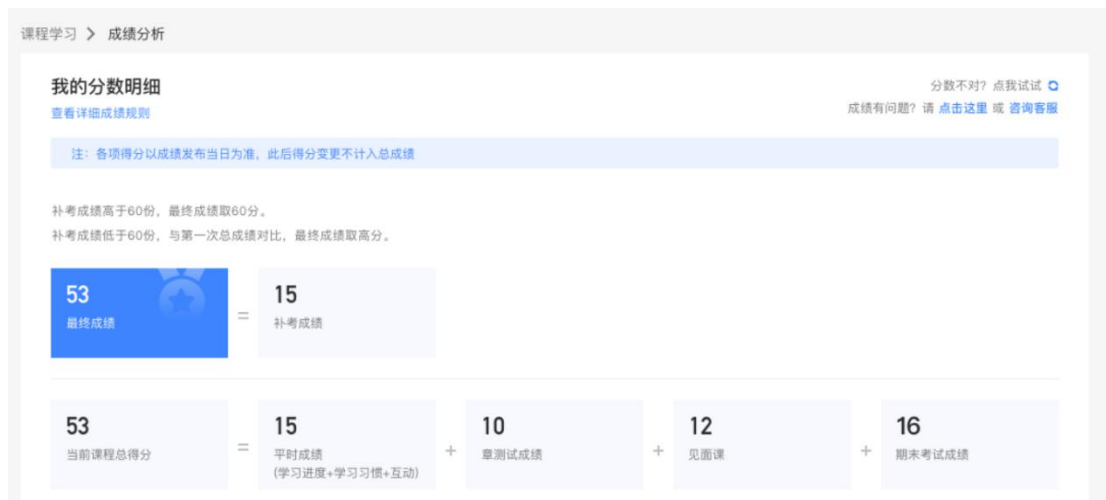 课程学习 > 成绩分析
我的分数明细
分数不对? 点我试试
查看详细成绩规则
成绩有问题? 请 点击这里 或 咨询客服
注: 各项得分以成绩发布当日为准, 此后得分变更不计入总成绩
补考成绩高于60份, 最终成绩取60分。
补考成绩低于60份, 与第一次总成绩对比, 最终成绩取高分。
53 = 15
最终成绩 补考成绩
53 = 15 + 10 + 12 + 16
当前课程总得分 平时成绩 章测试成绩 见面课 期末考试成绩
(学习进度+学习习惯+互动)